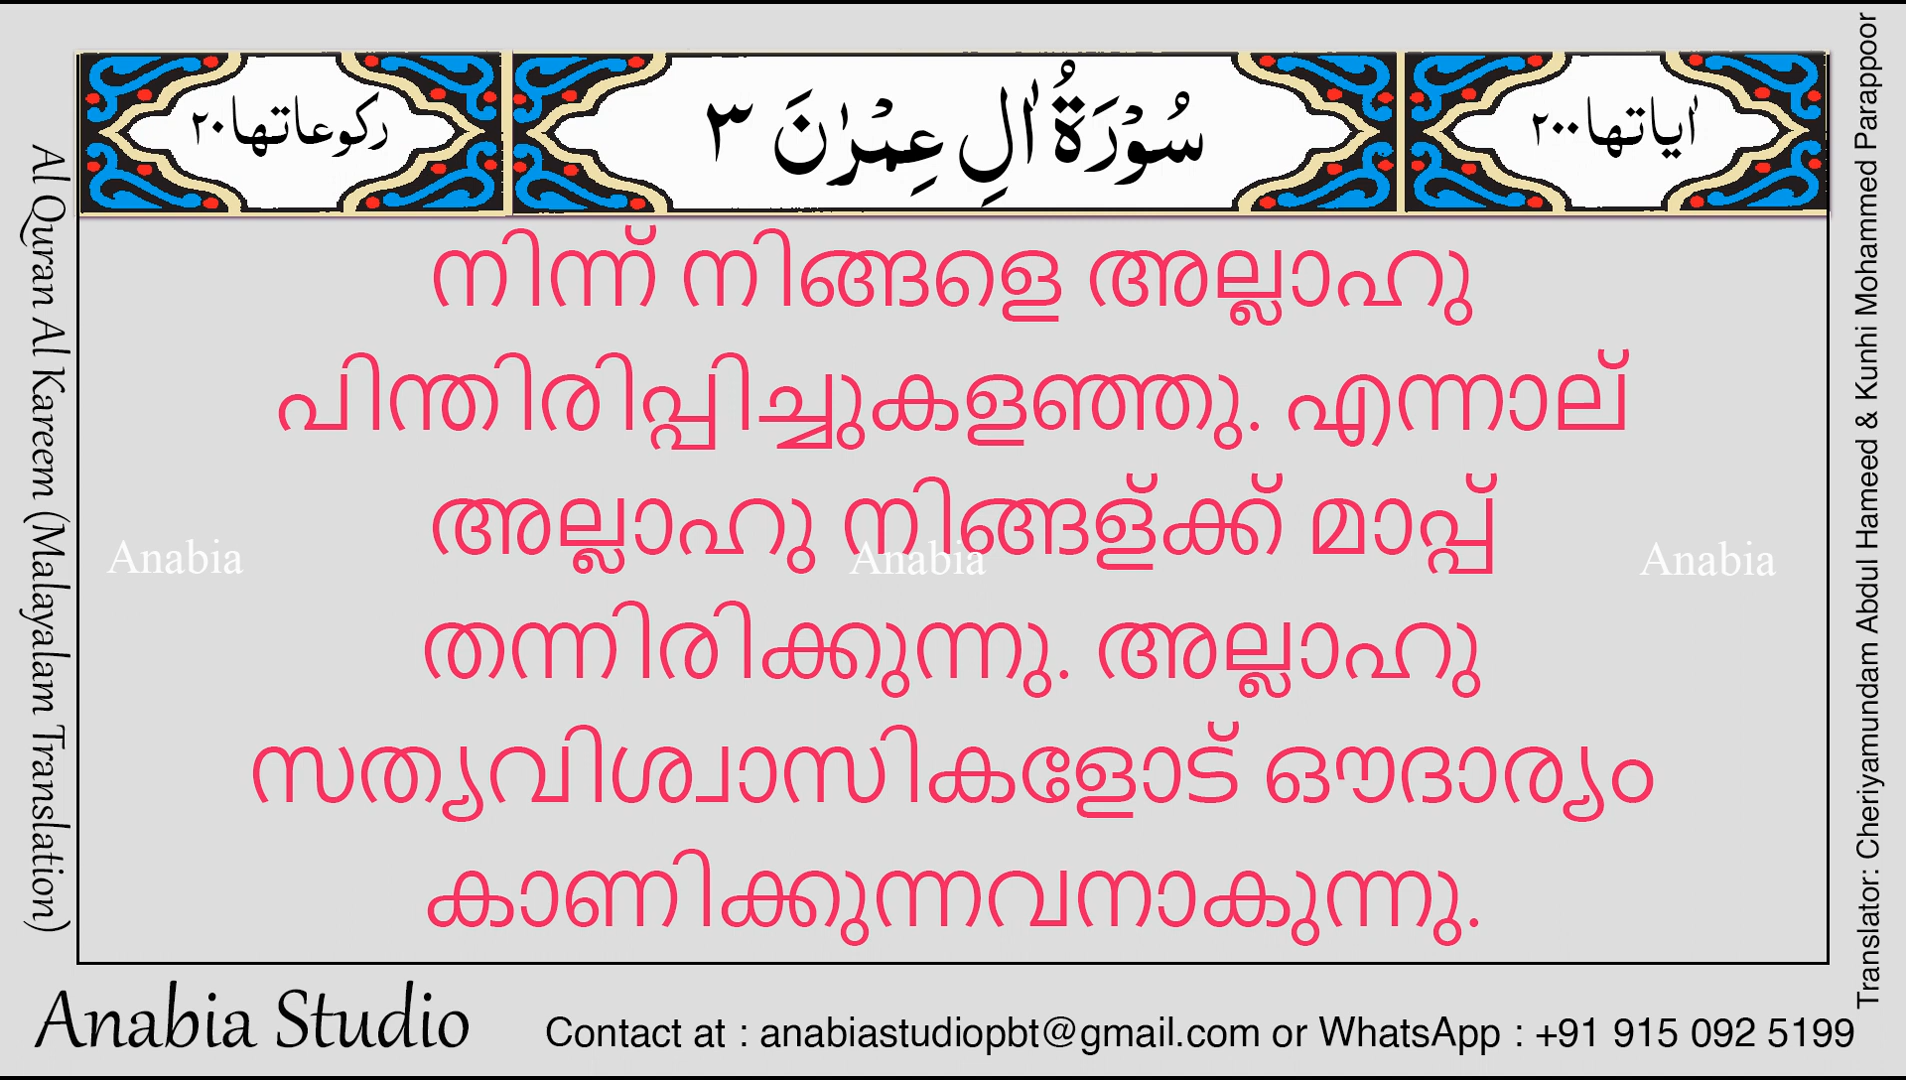 اٰياتها ٢٠٠
سُوْرَةُ اٰلِ عِمْرٰنَ ٣
ركوعاتها ٢٠
നിന്ന് നിങ്ങളെ അല്ലാഹു
പിന്തിരിപ്പിച്ചുകളഞ്ഞു. എന്നാല്
അല്ലാഹു നിങ്ങള്ക്ക് മാപ്പ്
തന്നിരിക്കുന്നു. അല്ലാഹു
സത്യവിശ്വാസികളോട് ഔദാര്യം
കാണിക്കുന്നവനാകുന്നു.
Anabia
Anabia
Anabia
Al Quran Al Kareem (Malayalam Translation)
Translator: Cheriyamundam Abdul Hameed & Kunhi Mohammed Parappoor
Anabia Studio
Contact at : anabiastudiopbt@gmail.com or WhatsApp : +91 915 092 5199